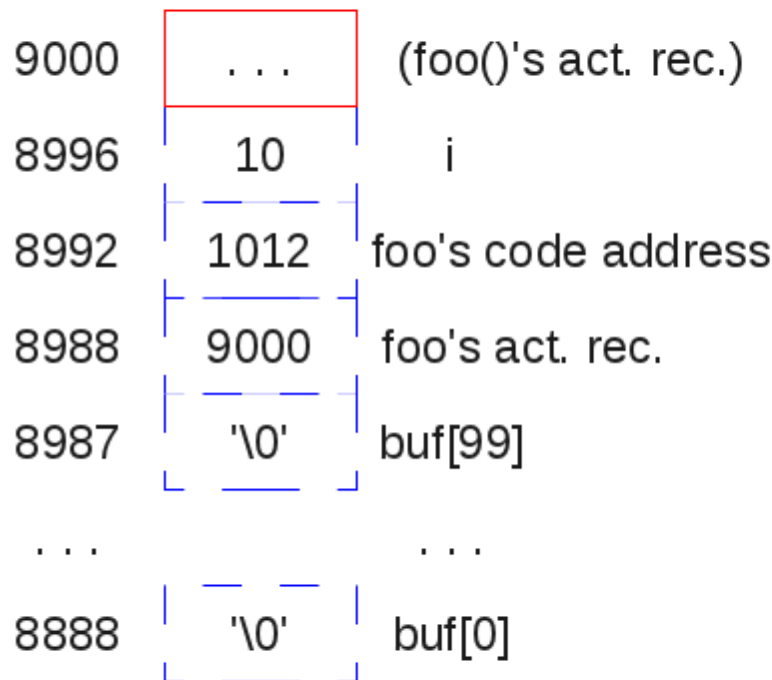 9000 . . . (foo()'s act. rec.)
8996 10 i
8992 1012 foo's code address
8988 9000 foo's act. rec.
8987 '\0' buf[99]
. . . . . .
8888 '\0' buf[0]